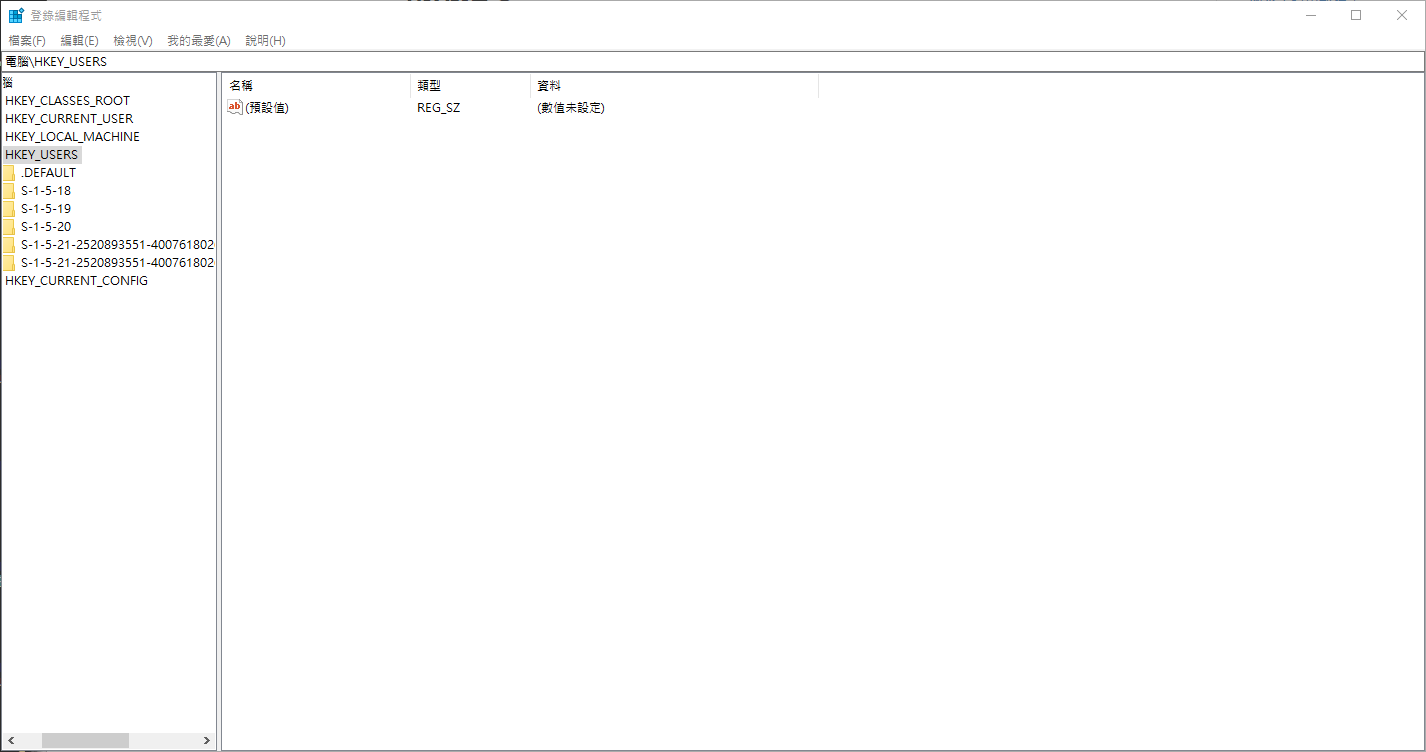 登錄編輯程式
檔案(F) 編輯(E) 檢視(V) 我的最愛(A) 說明(H)
電腦\HKEY_USERS
腦
HKEY_CLASSES_ROOT
HKEY_CURRENT_USER
HKEY_LOCAL_MACHINE
HKEY_USERS
.DEFAULT
S-1-5-18
S-1-5-19
S-1-5-20
S-1-5-21-2520893551-400761802
S-1-5-21-2520893551-400761802
HKEY_CURRENT_CONFIG
名稱 類型 資料
ab (預設值) REG_SZ (數值未設定)